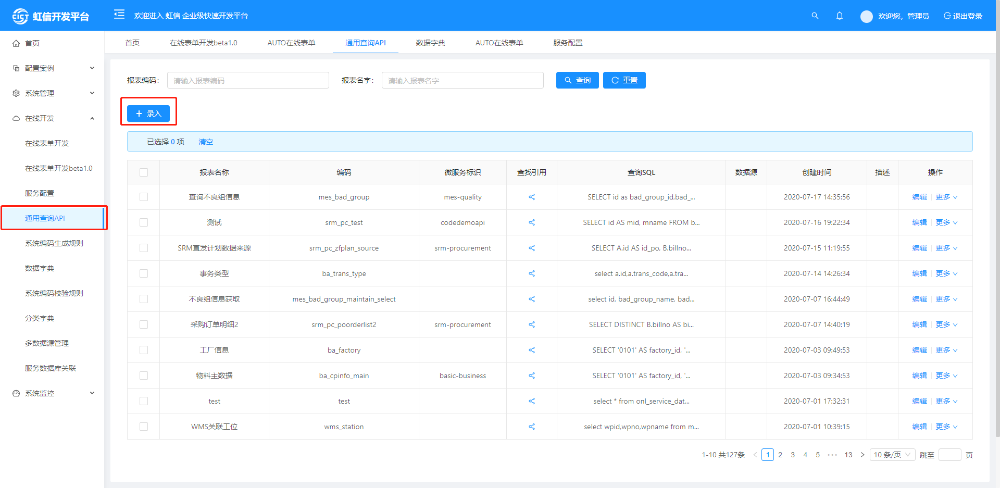 CICT 虹信开发平台
欢迎进入 虹信 企业级快速开发平台
欢迎您，管理员
退出登录
首页
配置案例
系统管理
在线开发
在线表单开发
在线表单开发beta1.0
服务配置
通用查询API
系统编码生成规则
数据字典
系统编码校验规则
分类字典
多数据源管理
服务数据库关联
系统监控
首页 在线表单开发beta1.0 AUTO在线表单 通用查询API 数据字典 AUTO在线表单 服务配置
报表编码： 请输入报表编码 报表名字： 请输入报表名字 查询 重置
+ 录入
已选择 0 项 清空
报表名称 编码 微服务标识 查找引用 查询SQL 数据源 创建时间 描述 操作
查询不良组信息 mes_bad_group mes-quality SELECT id as bad_group_id,bad_... 2020-07-17 14:35:56 编辑 更多
测试 srm_pc_test codedemoapi SELECT id AS mid, mname FROM b... 2020-07-16 19:22:34 编辑 更多
SRM直发计划数据来源 srm_pc_zfplan_source srm-procurement SELECT A.id AS id_po, B.billno... 2020-07-15 11:19:55 编辑 更多
事务类型 ba_trans_type select a.id,a.trans_code,a.tra... 2020-07-14 14:26:34 编辑 更多
不良组信息获取 mes_bad_group_maintain_select select id, bad_group_name, bad... 2020-07-07 16:44:49 编辑 更多
采购订单明细2 srm_pc_poorderlist2 srm-procurement SELECT DISTINCT B.billno AS bi... 2020-07-07 14:40:19 编辑 更多
工厂信息 ba_factory SELECT '0101' AS factory_id, '... 2020-07-03 09:49:53 编辑 更多
物料主数据 ba_cpinfo_main basic-business SELECT '0101' AS factory_id, '... 2020-07-03 09:34:53 编辑 更多
test test select * from onl_service_dat... 2020-07-01 17:32:31 编辑 更多
WMS关联工位 wms_station select wpid,wpno,wpname from m... 2020-07-01 10:39:15 编辑 更多
1-10 共127条 < 1 2 3 4 5 ••• 13 > 10 条/页 跳至 页